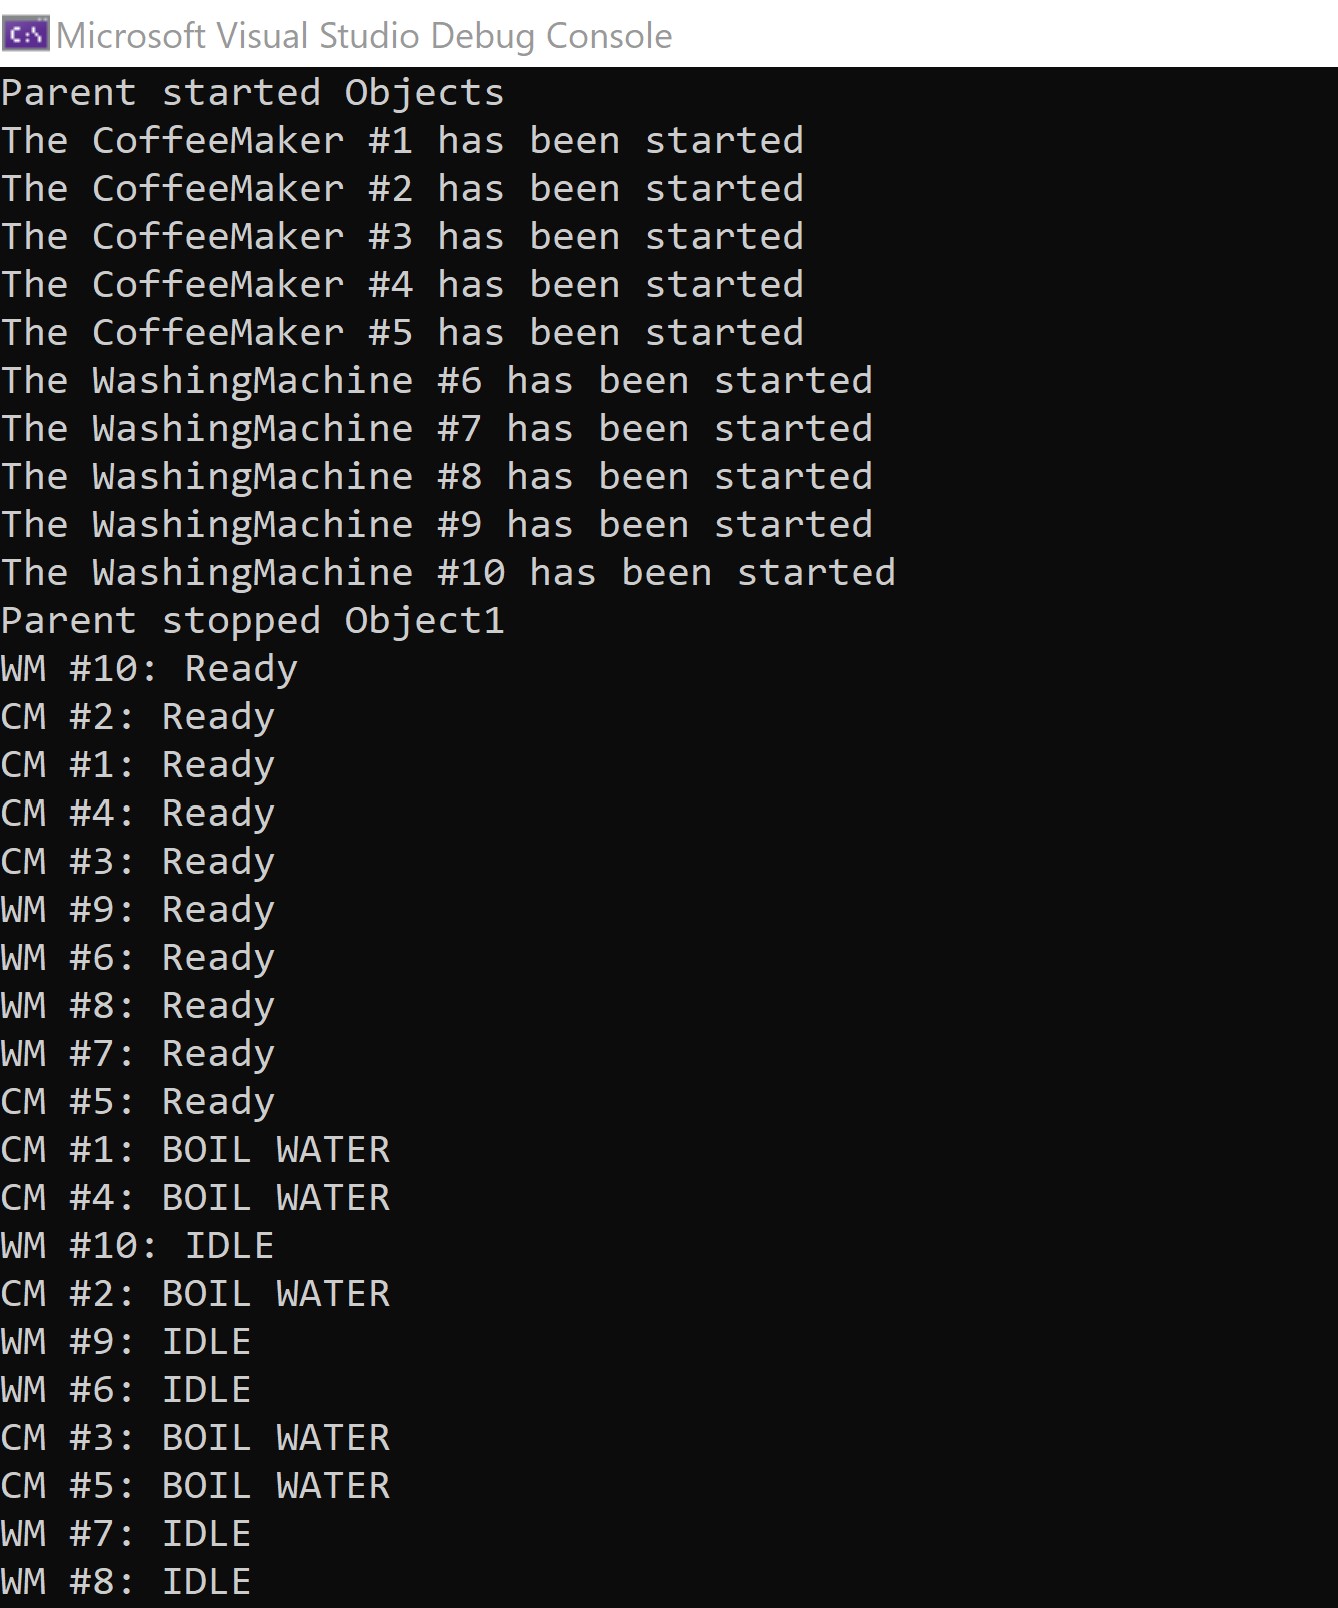 C:\
Microsoft Visual Studio Debug Console
Parent started Objects
The CoffeeMaker #1 has been started
The CoffeeMaker #2 has been started
The CoffeeMaker #3 has been started
The CoffeeMaker #4 has been started
The CoffeeMaker #5 has been started
The WashingMachine #6 has been started
The WashingMachine #7 has been started
The WashingMachine #8 has been started
The WashingMachine #9 has been started
The WashingMachine #10 has been started
Parent stopped Object1
WM #10: Ready
CM #2: Ready
CM #1: Ready
CM #4: Ready
CM #3: Ready
WM #9: Ready
WM #6: Ready
WM #8: Ready
WM #7: Ready
CM #5: Ready
CM #1: BOIL WATER
CM #4: BOIL WATER
WM #10: IDLE
CM #2: BOIL WATER
WM #9: IDLE
WM #6: IDLE
CM #3: BOIL WATER
CM #5: BOIL WATER
WM #7: IDLE
WM #8: IDLE